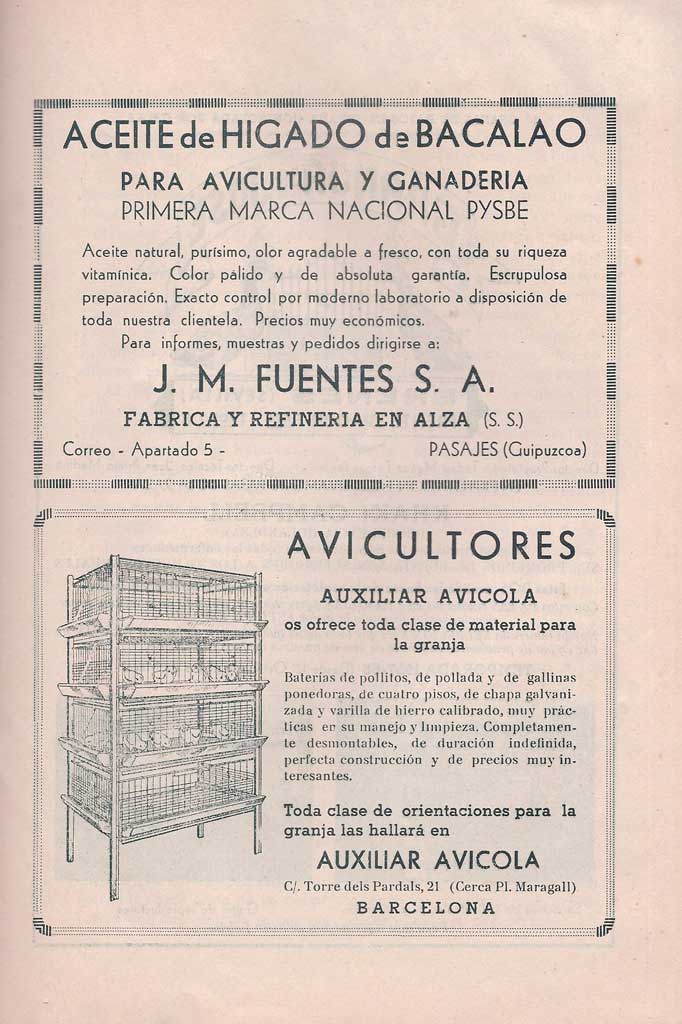 ACEITE de HIGADO de BACALAO
PARA AVICULTURA Y GANADERIA
PRIMERA MARCA NACIONAL PYSBE
Aceite natural, purísimo, olor agradable a fresco, con toda su riqueza
vitamínica. Color pálido y de absoluta garantía. Escrupulosa
preparación. Exacto control por moderno laboratorio a disposición de
toda nuestra clientela. Precios muy económicos.
Para informes, muestras y pedidos dirigirse a:
J. M. FUENTES S. A.
FABRICA Y REFINERIA EN ALZA (S. S.)
Correo - Apartado 5 - PASAJES (Guipuzcoa)
AVICULTORES
AUXILIAR AVICOLA
os ofrece toda clase de material para
la granja
Baterías de pollitos, de pollada y de gallinas
ponedoras, de cuatro pisos, de chapa galvani-
zada y varilla de hierro calibrado, muy prác-
ticas en su manejo y limpieza. Completamen-
te desmontables, de duración indefinida,
perfecta construcción y de precios muy in-
teresantes.
Toda clase de orientaciones para la
granja las hallará en
AUXILIAR AVICOLA
C/. Torre dels Pardals, 21 (Cerca Pl. Maragall)
BARCELONA